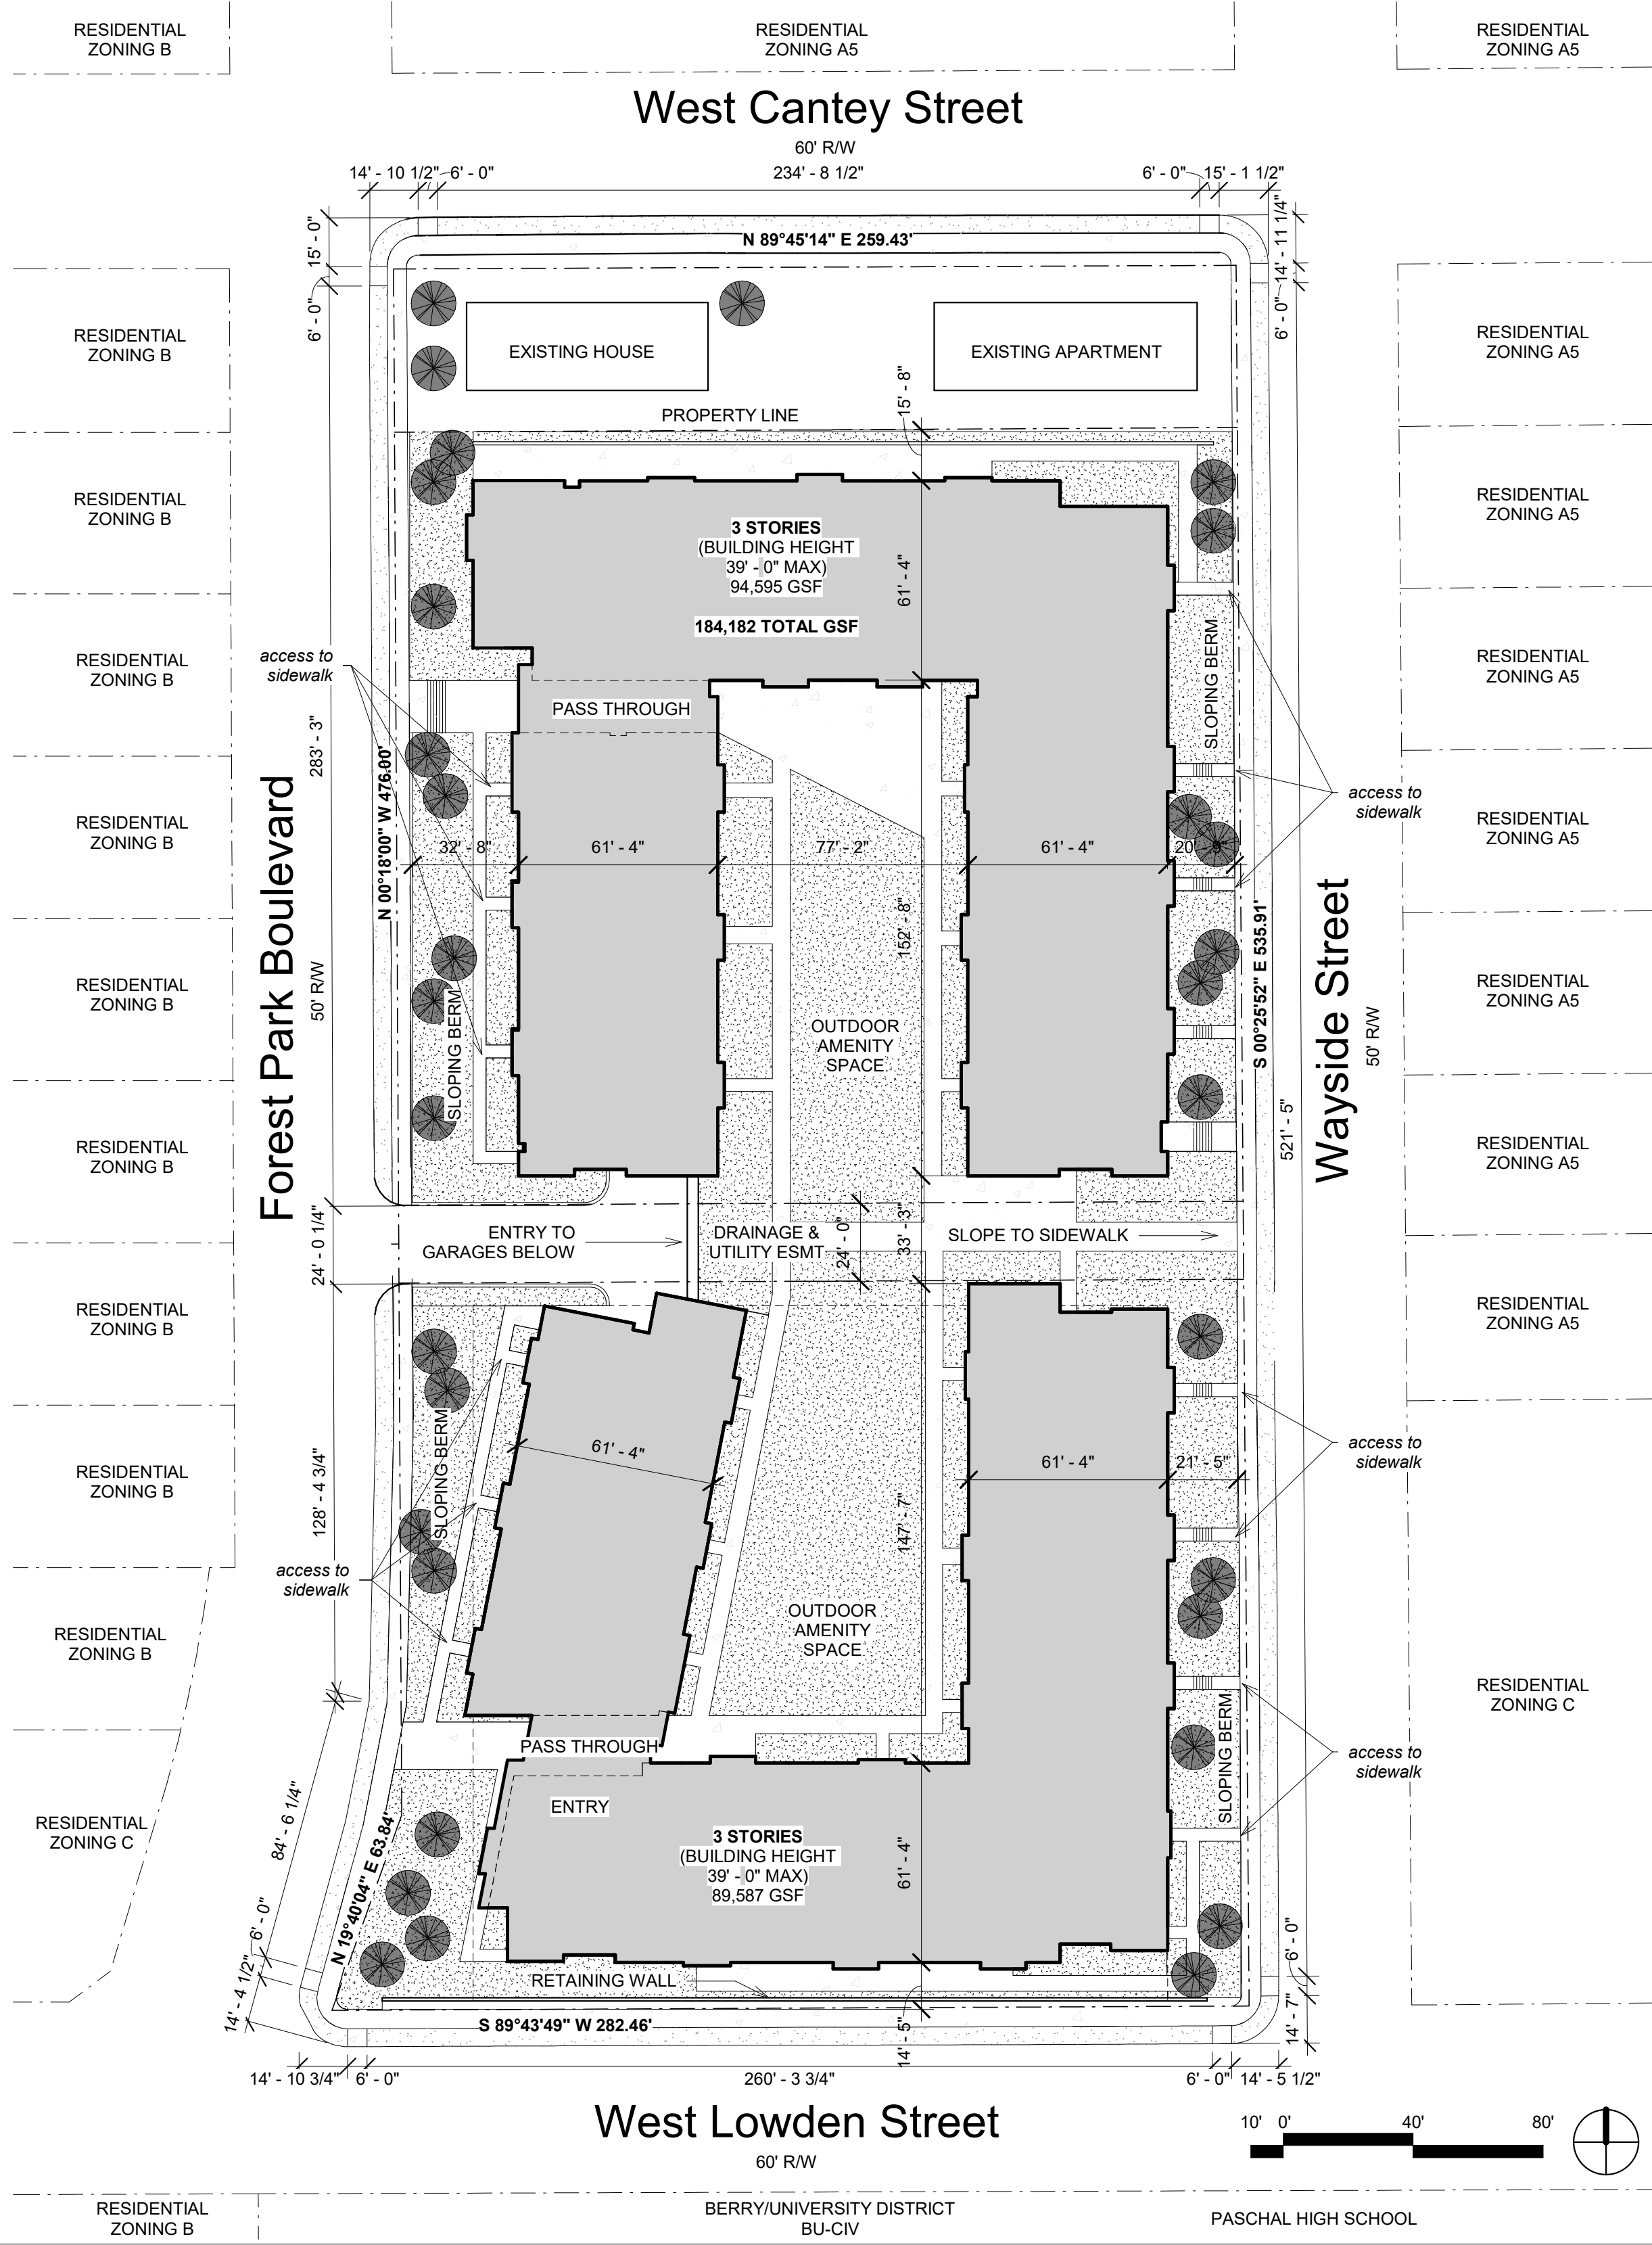 RESIDENTIAL
ZONING B
RESIDENTIAL
ZONING A5
RESIDENTIAL
ZONING A5
West Cantey Street
60' R/W
14' - 10 1/2"
6' - 0"
234' - 8 1/2"
6' - 0"
15' - 1 1/2"
15' - 0"
6' - 0"
14' - 11 1/4"
6' - 0"
N 89°45'14" E 259.43'
EXISTING HOUSE
EXISTING APARTMENT
RESIDENTIAL
ZONING B
RESIDENTIAL
ZONING A5
PROPERTY LINE
15' - 8"
RESIDENTIAL
ZONING B
RESIDENTIAL
ZONING A5
3 STORIES
(BUILDING HEIGHT
39' - 0" MAX)
94,595 GSF
184,182 TOTAL GSF
61' - 4"
access to
sidewalk
RESIDENTIAL
ZONING B
RESIDENTIAL
ZONING A5
SLOPING BERM
PASS THROUGH
283' - 3"
N 00°18'00" W 476.00'
Forest Park Boulevard
50' R/W
access to
sidewalk
RESIDENTIAL
ZONING B
RESIDENTIAL
ZONING A5
32' - 8"
61' - 4"
77' - 2"
61' - 4"
20' - 9"
152' - 8"
S 00°25'52" E 535.91'
Wayside Street
50' R/W
521' - 5"
RESIDENTIAL
ZONING B
RESIDENTIAL
ZONING A5
SLOPING BERM
OUTDOOR
AMENITY
SPACE
RESIDENTIAL
ZONING B
RESIDENTIAL
ZONING A5
24' - 0 1/4"
ENTRY TO
GARAGES BELOW
DRAINAGE &
UTILITY ESMT
24' - 0"
33' - 3"
SLOPE TO SIDEWALK
RESIDENTIAL
ZONING B
RESIDENTIAL
ZONING A5
128' - 4 3/4"
SLOPING BERM
61' - 4"
61' - 4"
21' - 5"
access to
sidewalk
RESIDENTIAL
ZONING B
147' - 7"
access to
sidewalk
OUTDOOR
AMENITY
SPACE
RESIDENTIAL
ZONING B
RESIDENTIAL
ZONING C
PASS THROUGH
SLOPING BERM
access to
sidewalk
ENTRY
RESIDENTIAL
ZONING C
84' - 6 1/4"
N 19°40'04" E 63.84'
3 STORIES
(BUILDING HEIGHT
39' - 0" MAX)
89,587 GSF
61' - 4"
6' - 0"
14' - 4 1/2"
RETAINING WALL
6' - 0"
14' - 7"
S 89°43'49" W 282.46'
14' - 5"
14' - 10 3/4"
6' - 0"
260' - 3 3/4"
6' - 0"
14' - 5 1/2"
West Lowden Street
60' R/W
10'
0'
40'
80'
RESIDENTIAL
ZONING B
BERRY/UNIVERSITY DISTRICT
BU-CIV
PASCHAL HIGH SCHOOL